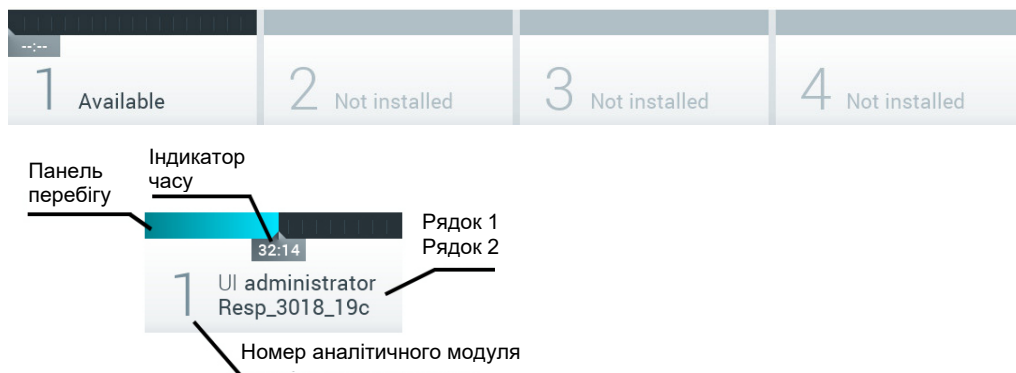 --:--
1 Available
2 Not installed
3 Not installed
4 Not installed
Панель
перебігу
Індикатор
часу
Рядок 1
Рядок 2
32:14
1
UI administrator
Resp_3018_19c
Номер аналітичного модуля